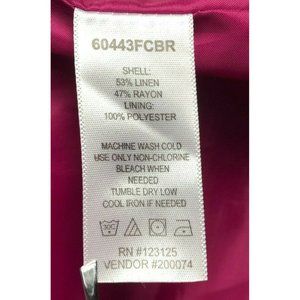 60443FCBR
SHELL:
53% LINEN
47% RAYON
LINING:
100% POLYESTER
MACHINE WASH COLD
USE ONLY NON-CHLORINE
BLEACH WHEN
NEEDED
TUMBLE DRY LOW
COOL IRON IF NEEDED
30C
RN #123125
VENDOR #200074